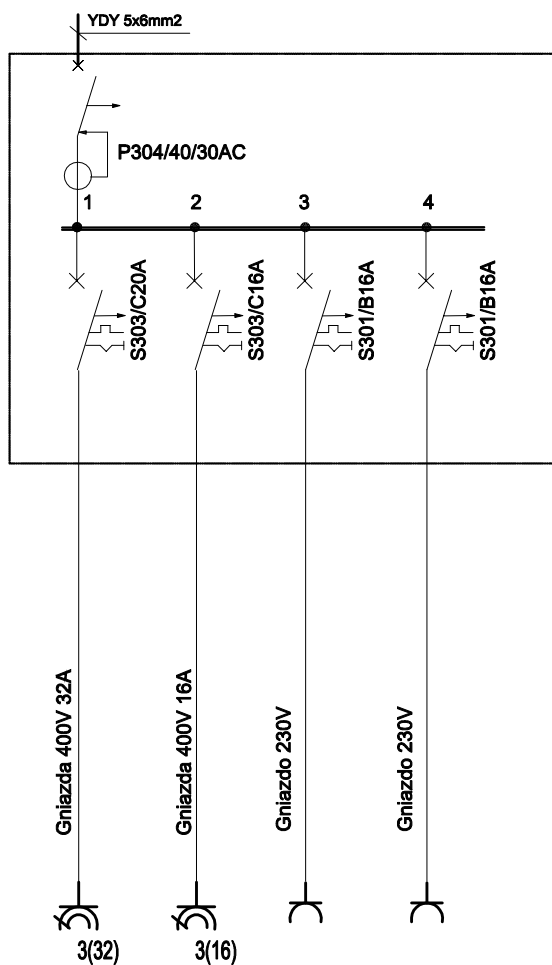 YDY 5x6mm2
P304/40/30AC
1
2
3
4
S303/C20A
S303/C16A
S301/B16A
S301/B16A
Gniazda 400V 32A
Gniazda 400V 16A
Gniazdo 230V
Gniazdo 230V
3(32)
3(16)